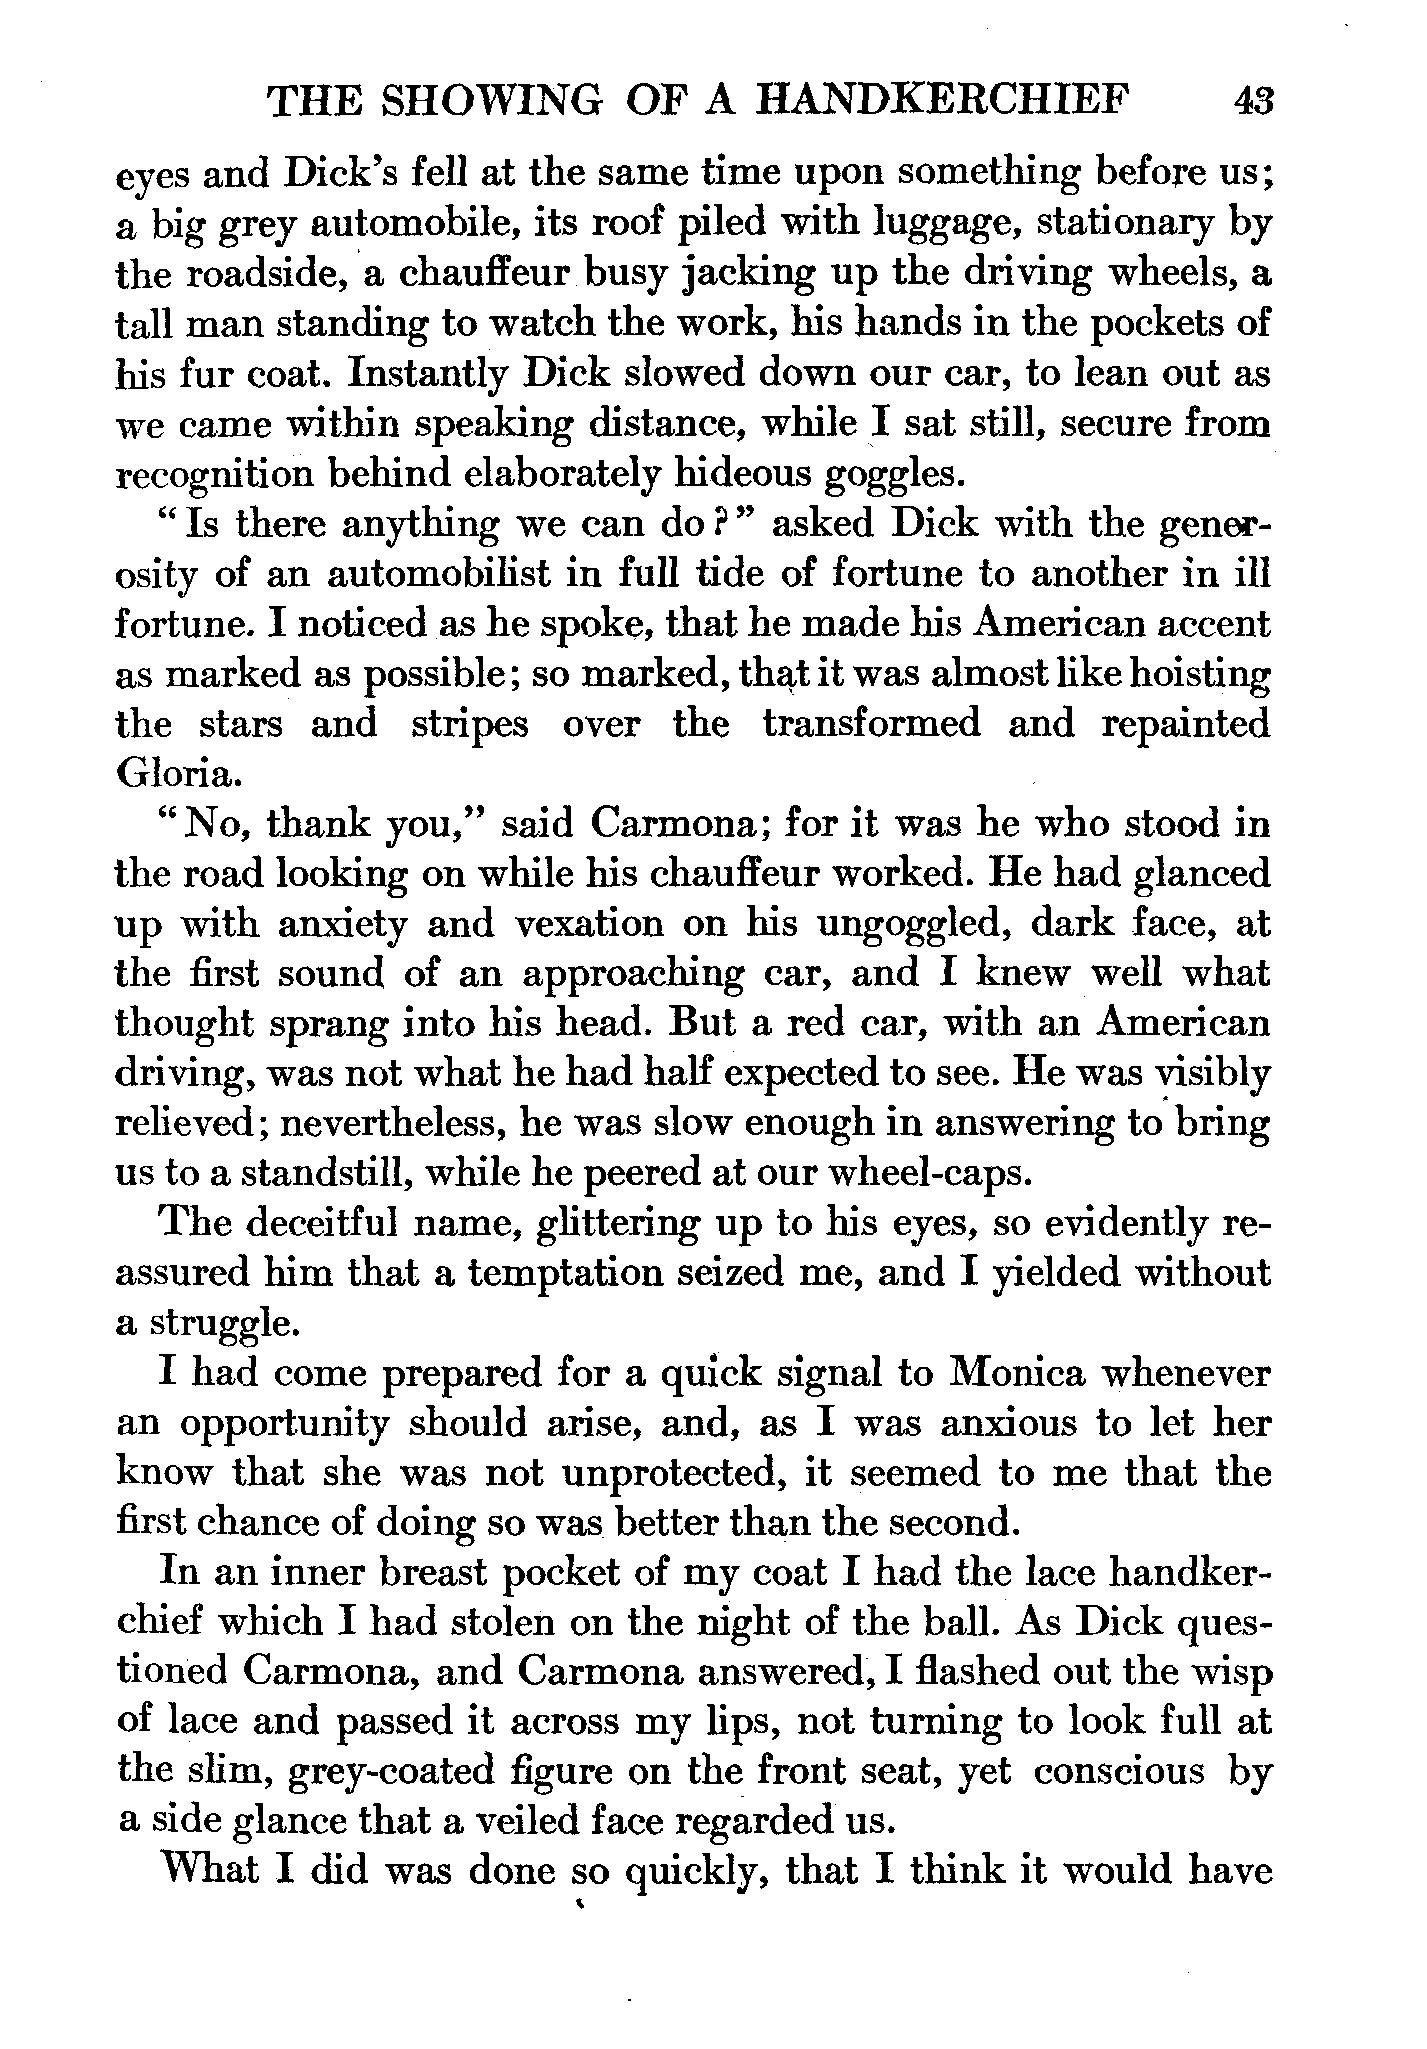 THE SHOWING OF A HANDKERCHIEF 43
eyes and Dick's fell at the same time upon something before us;
a big grey automobile, its roof piled with luggage, stationary by
the roadside, a chauffeur busy jacking up the driving wheels, a
tall man standing to watch the work, his hands in the pockets of
his fur coat. Instantly Dick slowed down our car, to lean out as
we came within speaking distance, while I sat still, secure from
recognition behind elaborately hideous goggles.
"Is there anything we can do?" asked Dick with the gener-
osity of an automobilist in full tide of fortune to another in ill
fortune. I noticed as he spoke, that he made his American accent
as marked as possible; so marked, that it was almost like hoisting
the stars and stripes over the transformed and repainted
Gloria.
"No, thank you," said Carmona; for it was he who stood in
the road looking on while his chauffeur worked. He had glanced
up with anxiety and vexation on his ungoggled, dark face, at
the first sound of an approaching car, and I knew well what
thought sprang into his head. But a red car, with an American
driving, was not what he had half expected to see. He was visibly
relieved; nevertheless, he was slow enough in answering to bring
us to a standstill, while he peered at our wheel-caps.
The deceitful name, glittering up to his eyes, so evidently re-
assured him that a temptation seized me, and I yielded without
a struggle.
I had come prepared for a quick signal to Monica whenever
an opportunity should arise, and, as I was anxious to let her
know that she was not unprotected, it seemed to me that the
first chance of doing so was better than the second.
In an inner breast pocket of my coat I had the lace handker-
chief which I had stolen on the night of the ball. As Dick ques-
tioned Carmona, and Carmona answered, I flashed out the wisp
of lace and passed it across my lips, not turning to look full at
the slim, grey-coated figure on the front seat, yet conscious by
a side glance that a veiled face regarded us.
What I did was done so quickly, that I think it would have